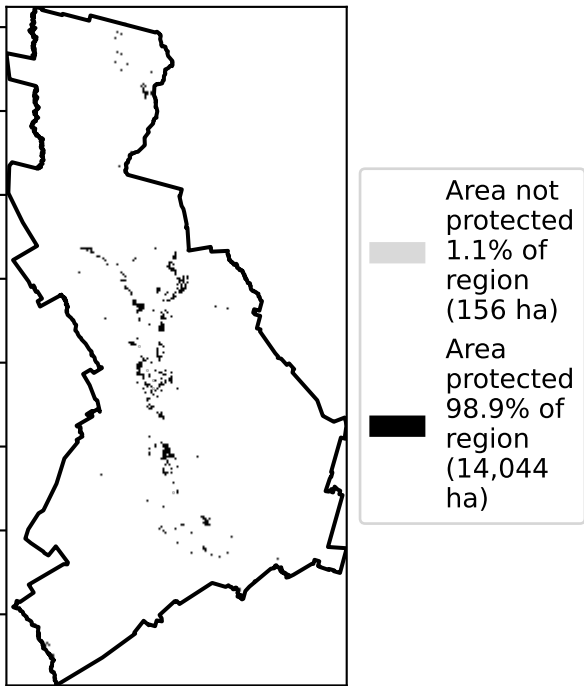 Area not
protected
1.1% of
region
(156 ha)
Area
protected
98.9% of
region
(14,044
ha)